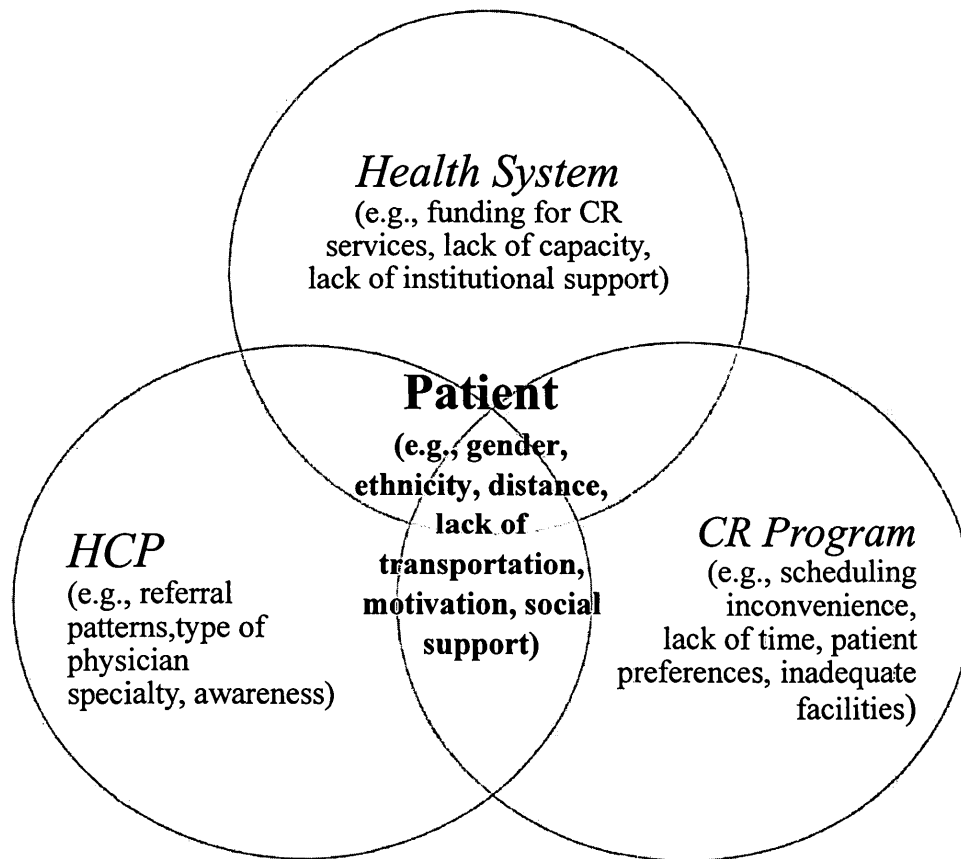 Health System
(e.g., funding for CR
services, lack of capacity,
lack of institutional support)
Patient
(e.g., gender,
ethnicity, distance,
lack of
transportation,
motivation, social
support)
HCP
(e.g., referral
patterns,type of
physician
specialty, awareness)
CR Program
(e.g., scheduling
inconvenience,
lack of time, patient
preferences, inadequate
facilities)